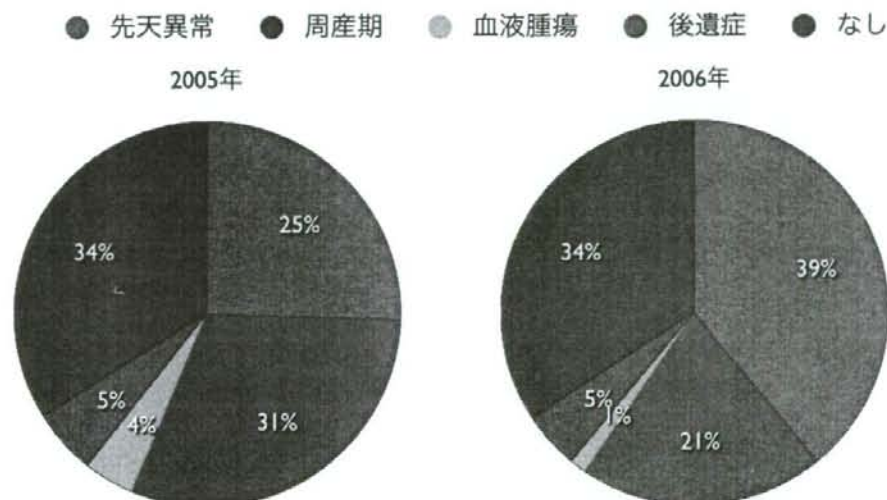 先天異常 周産期 血液腫瘍 後遺症 なし
2005年 2006年
34% 25% 5% 4% 31%
34% 39% 5% 1% 21%